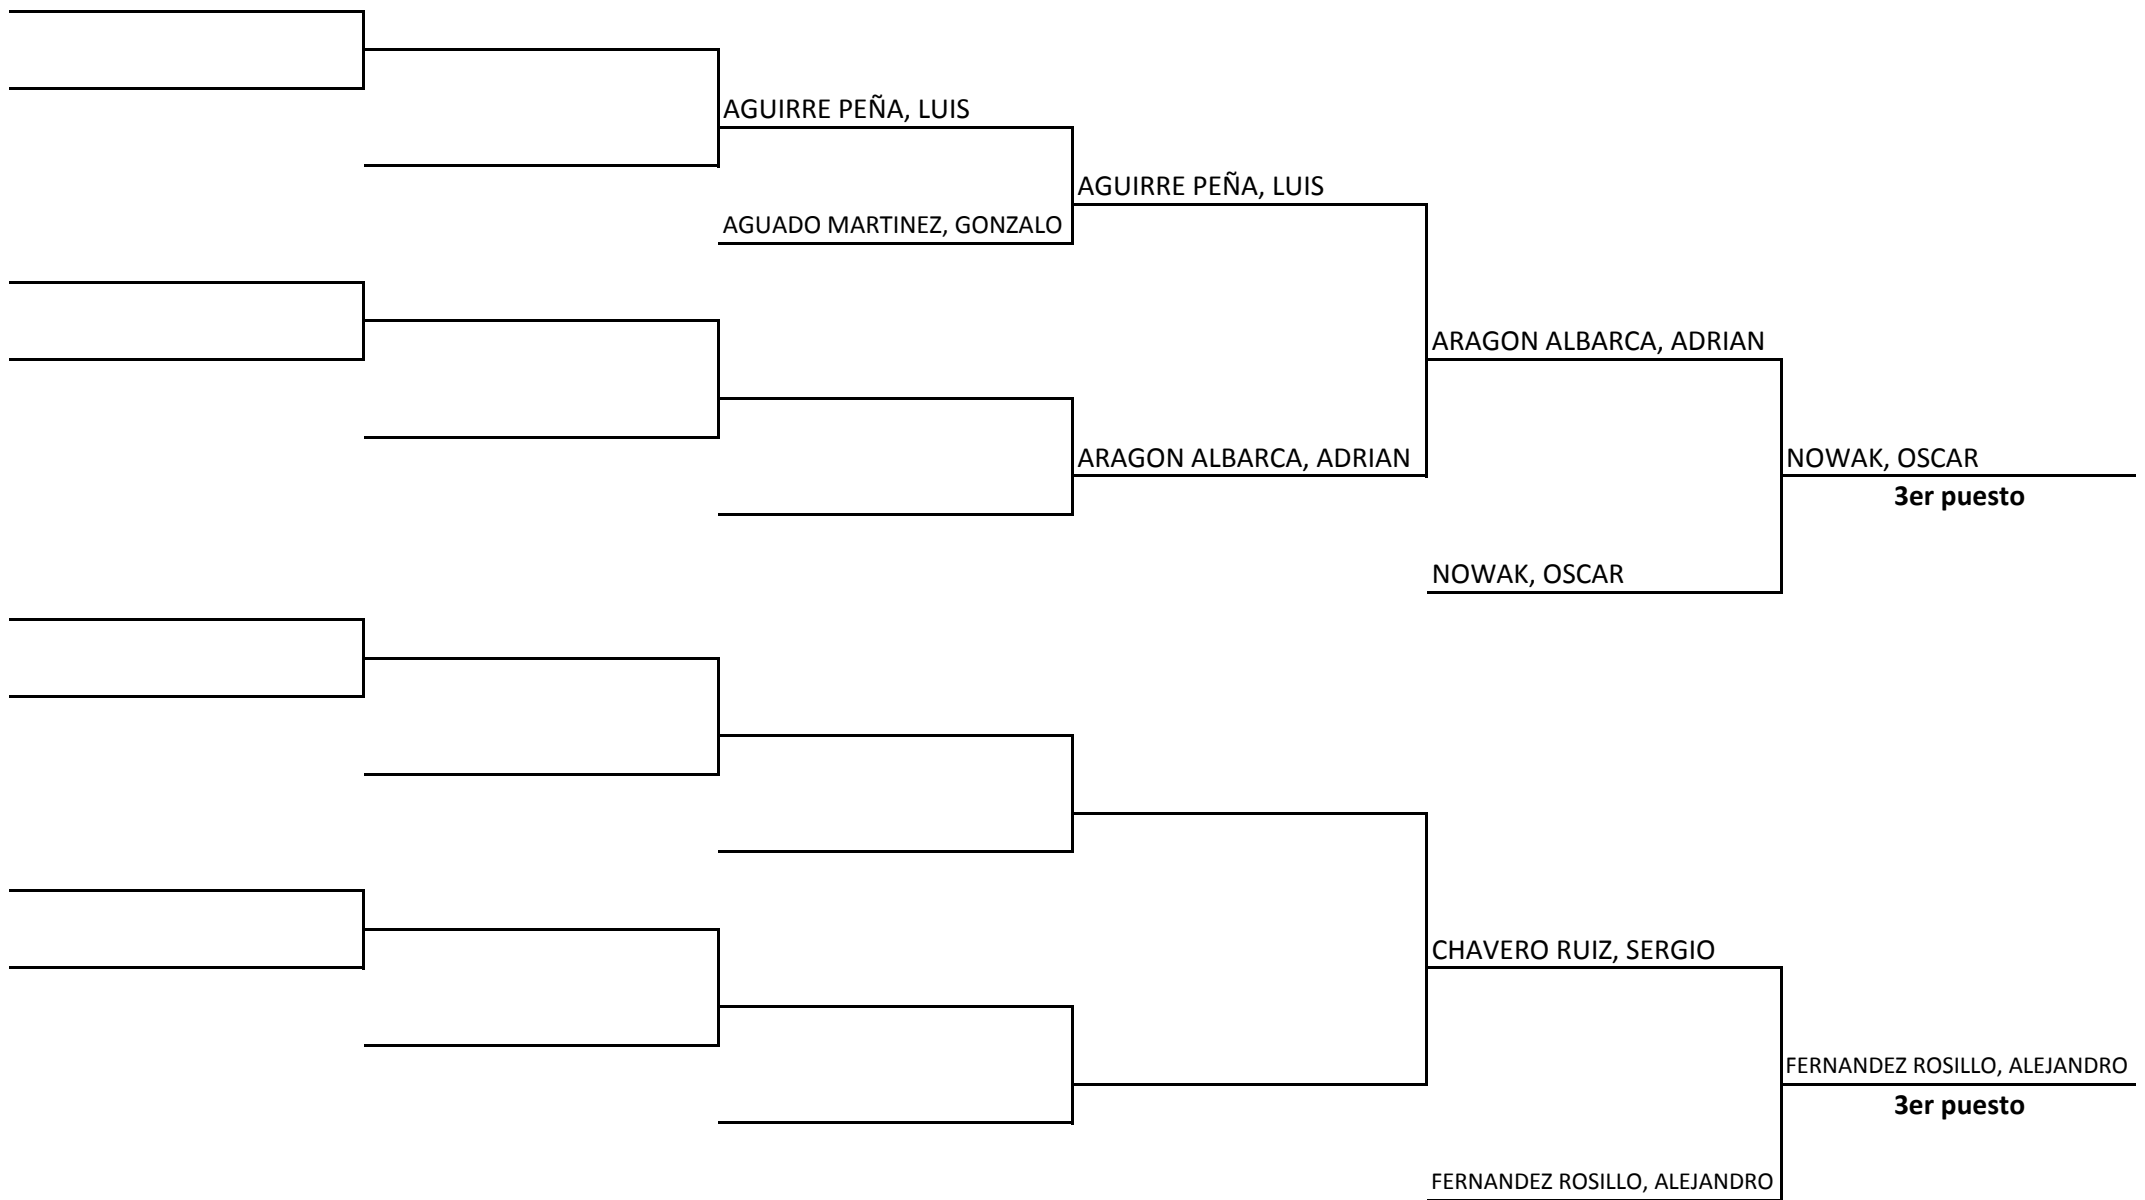 AGUIRRE PEÑA, LUIS
AGUIRRE PEÑA, LUIS
AGUADO MARTINEZ, GONZALO
ARAGON ALBARCA, ADRIAN
ARAGON ALBARCA, ADRIAN
NOWAK, OSCAR
3er puesto
NOWAK, OSCAR
CHAVERO RUIZ, SERGIO
FERNANDEZ ROSILLO, ALEJANDRO
3er puesto
FERNANDEZ ROSILLO, ALEJANDRO